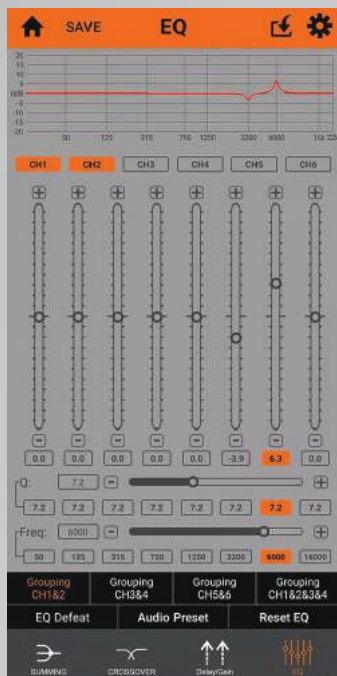 SAVE EQ
20
15
10
5
0dB
-5
-10
-15
-20
50 125 315 750 1250 3200 6000 16k 22k
CH1 CH2 CH3 CH4 CH5 CH6
0.0 0.0 0.0 0.0 0.0 -3.9 6.3 0.0
Q: 7.2
7.2 7.2 7.2 7.2 7.2 7.2 7.2 7.2
Freq: 6000
50 125 315 750 1250 3200 6000 16000
Grouping Grouping Grouping Grouping
CH1&2 CH3&4 CH5&6 CH1&2&3&4
EQ Defeat Audio Preset Reset EQ
SUMMING CROSSOVER Delay/Gain EQ